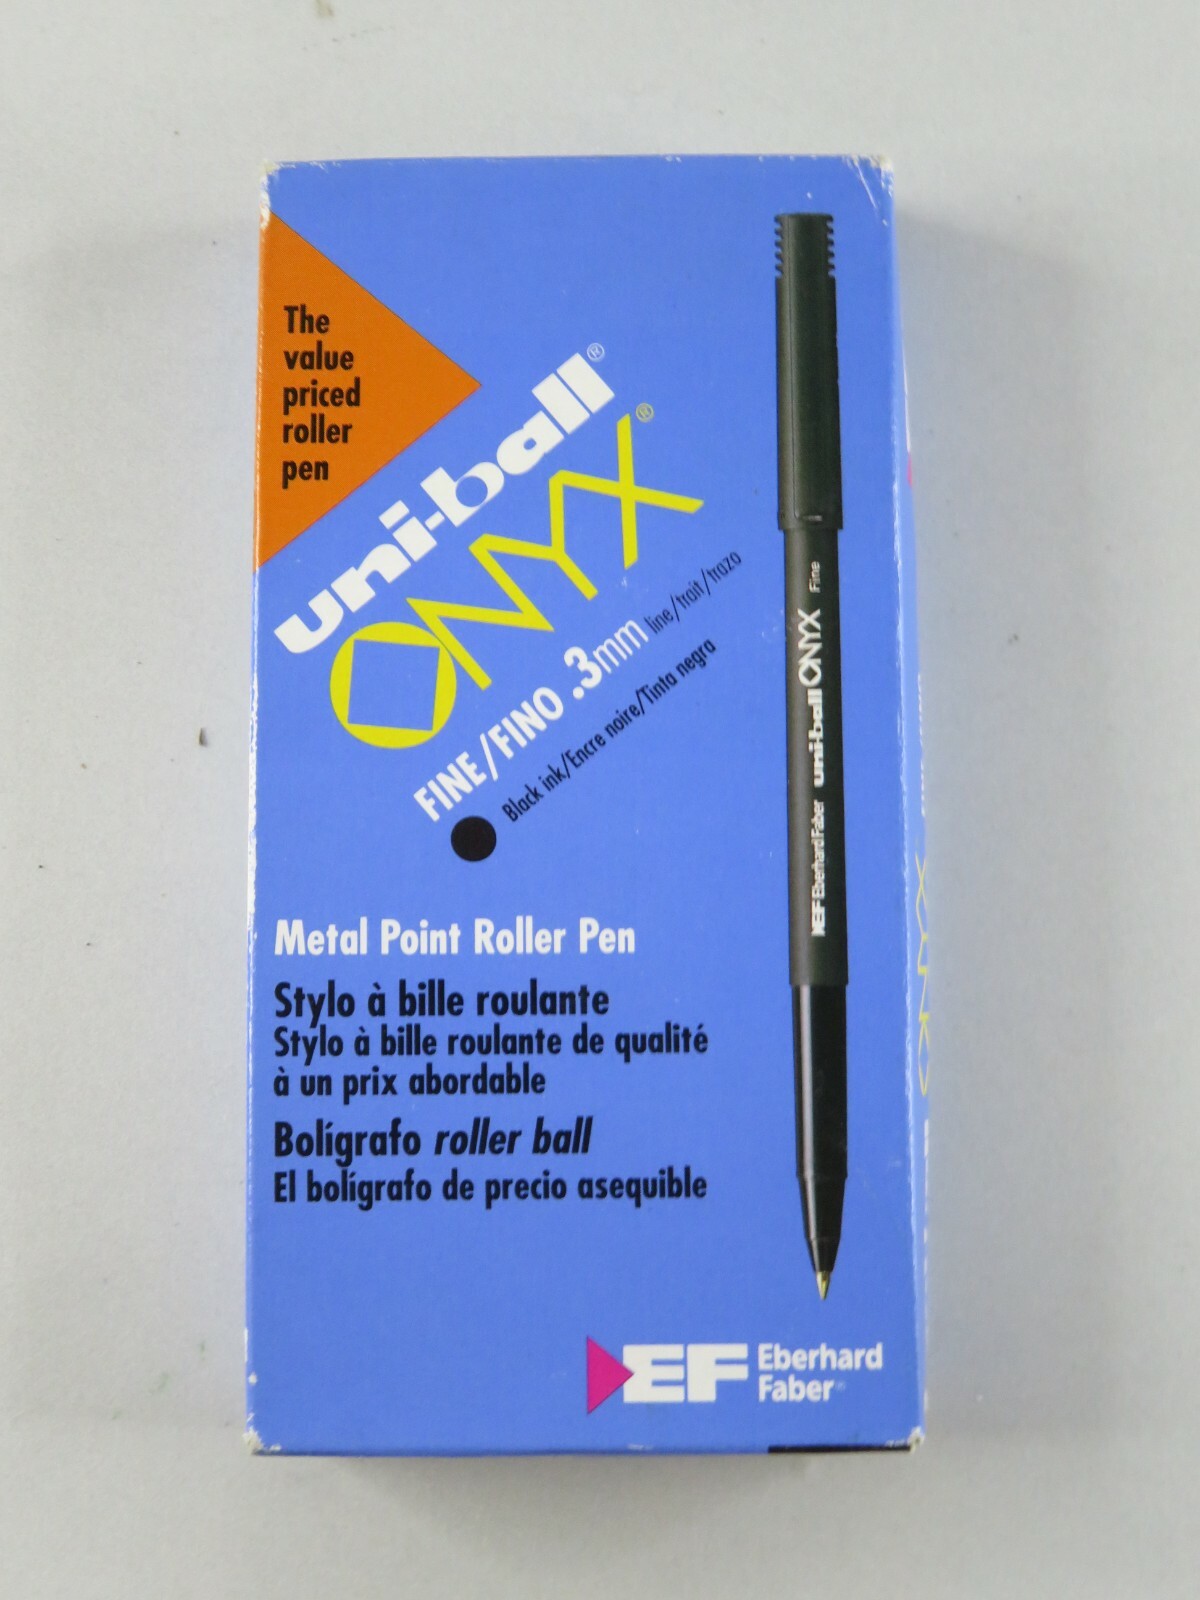 The
value
priced
roller
pen
uni-ball®
ONYX®
FINE/FINO .3mm line/trait/trazo
Black ink/Encre noire/Tinta negra
Metal Point Roller Pen
Stylo à bille roulante
Stylo à bille roulante de qualité
à un prix abordable
Bolígrafo roller ball
El bolígrafo de precio asequible
EF Eberhard Faber uni-ball ONYX Fine
EF Eberhard
Faber®
ONYX